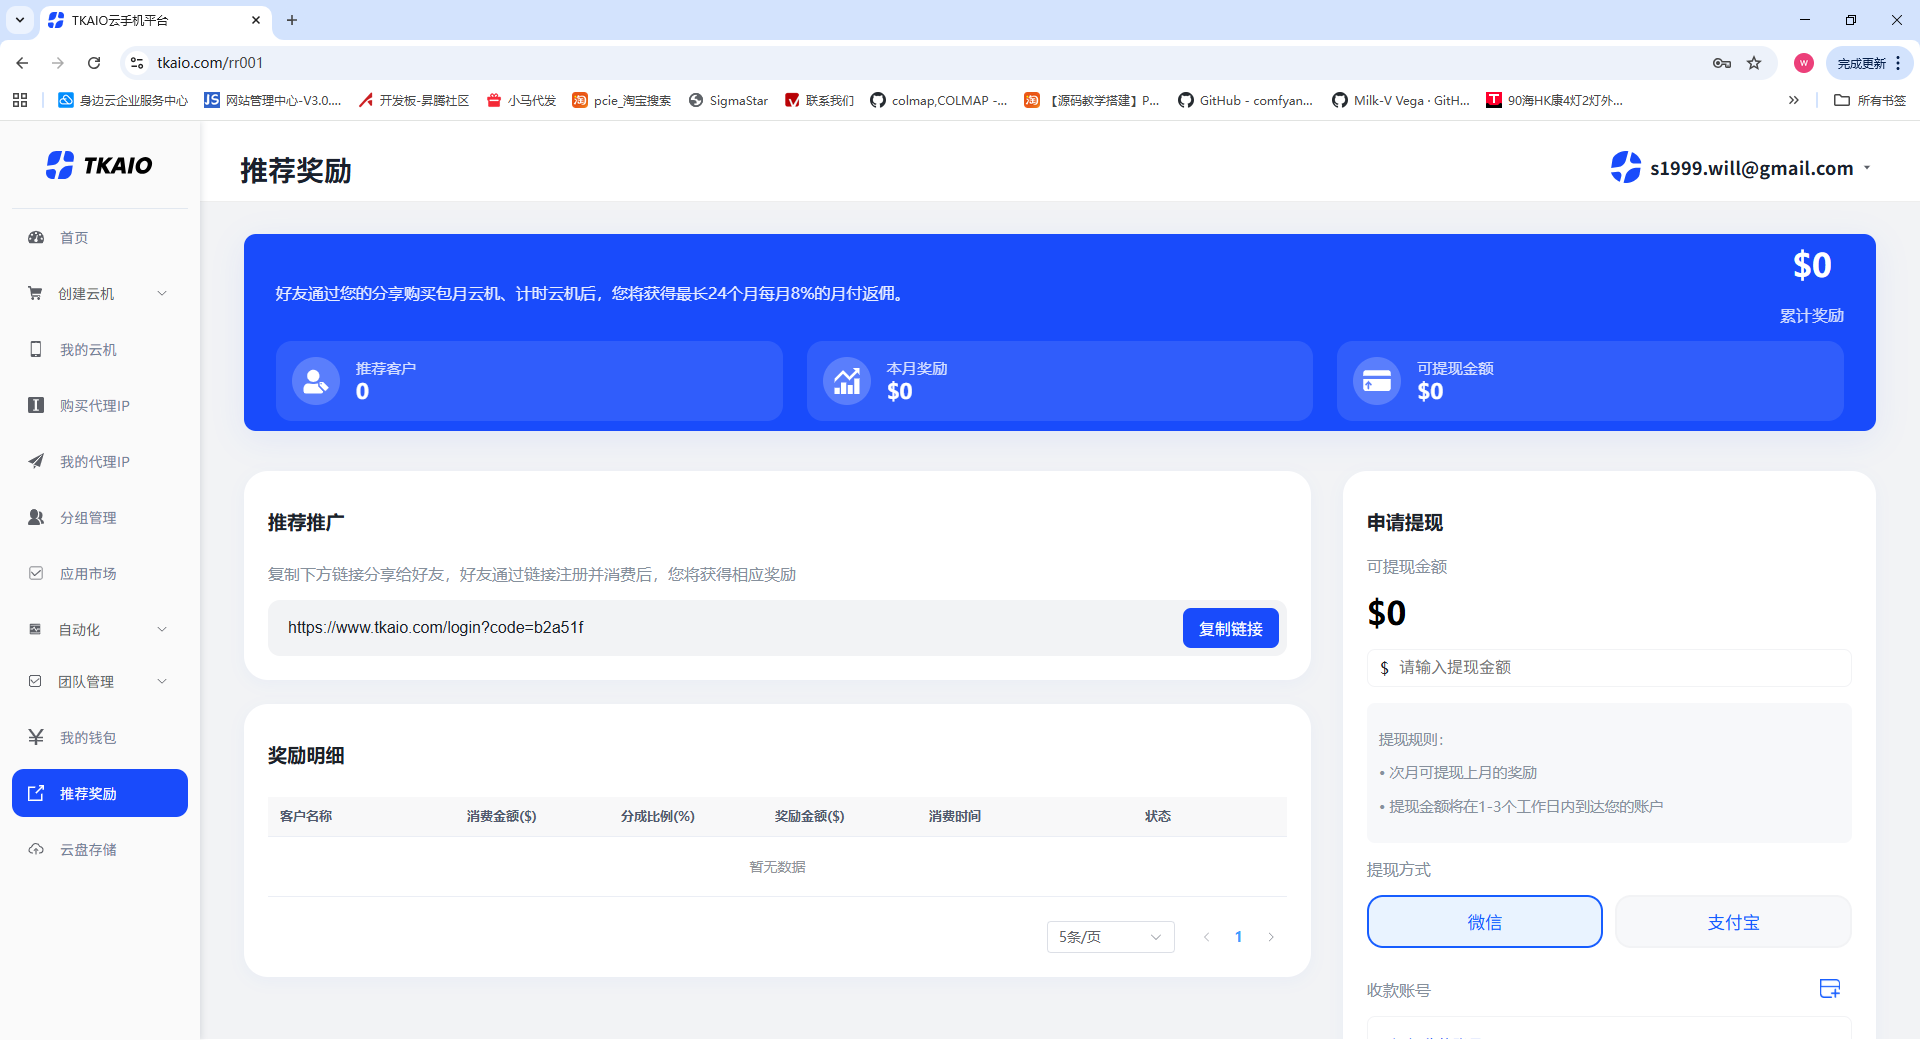 TKAIO云手机平台
tkaio.com/rr001
W
完成更新
身边云企业服务中心
JS 网站管理中心-V3.0....
开发板-昇腾社区
小马代发
淘 pcie_淘宝搜索
SigmaStar
联系我们
colmap,COLMAP -...
淘 【源码教学搭建】P...
GitHub - comfyan...
Milk-V Vega · GitH...
T 90海HK康4灯2灯外...
所有书签
TKAIO
推荐奖励
s1999.will@gmail.com
首页
创建云机
我的云机
购买代理IP
我的代理IP
分组管理
应用市场
自动化
团队管理
我的钱包
推荐奖励
云盘存储
好友通过您的分享购买包月云机、计时云机后，您将获得最长24个月每月8%的月付返佣。
$0
累计奖励
推荐客户
0
本月奖励
$0
可提现金额
$0
推荐推广
复制下方链接分享给好友，好友通过链接注册并消费后，您将获得相应奖励
https://www.tkaio.com/login?code=b2a51f
复制链接
奖励明细
客户名称 消费金额($) 分成比例(%) 奖励金额($) 消费时间 状态
暂无数据
5条/页
1
申请提现
可提现金额
$0
$ 请输入提现金额
提现规则：
• 次月可提现上月的奖励
• 提现金额将在1-3个工作日内到达您的账户
提现方式
微信
支付宝
收款账号